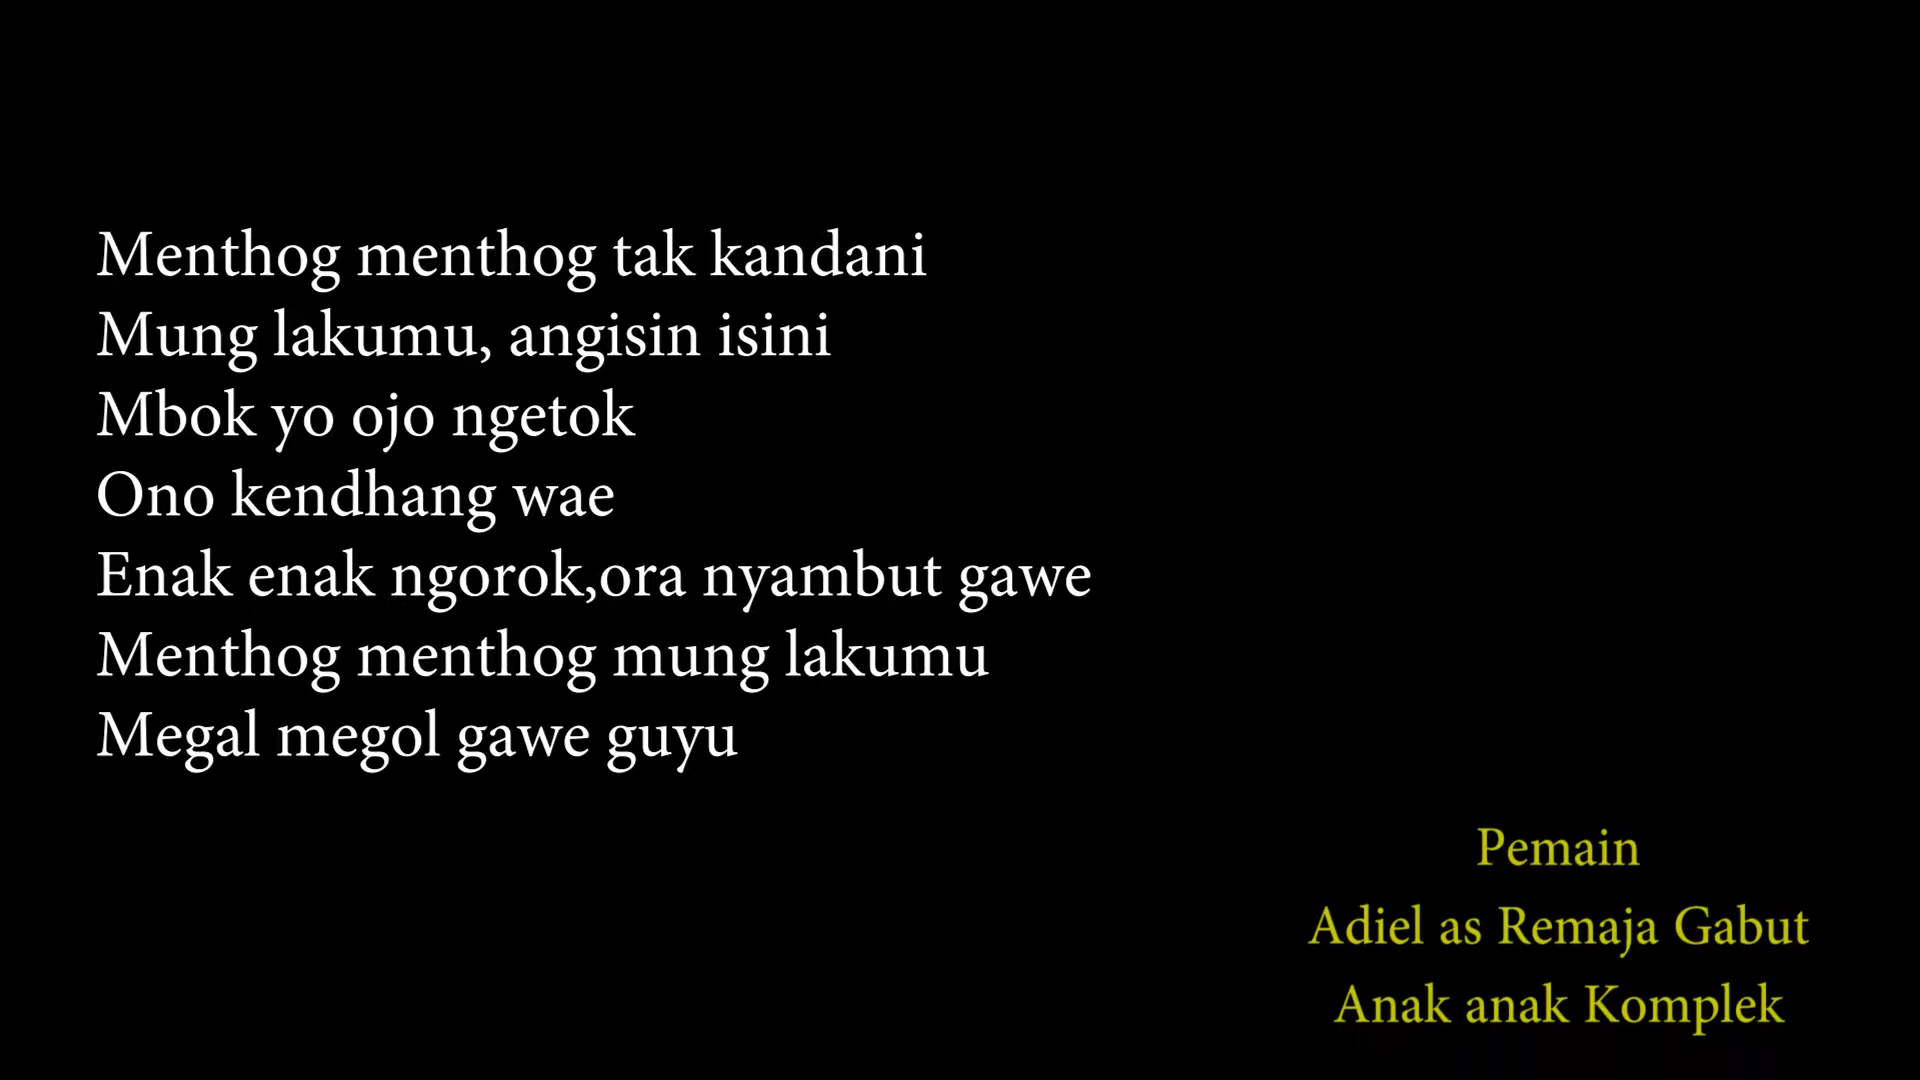 Menthog menthog tak kandani
Mung lakumu, angisin isini
Mbok yo ojo ngetok
Ono kendhang wae
Enak enak ngorok,ora nyambut gawe
Menthog menthog mung lakumu
Megal megol gawe guyu
Pemain
Adiel as Remaja Gabut
Anak anak Komplek